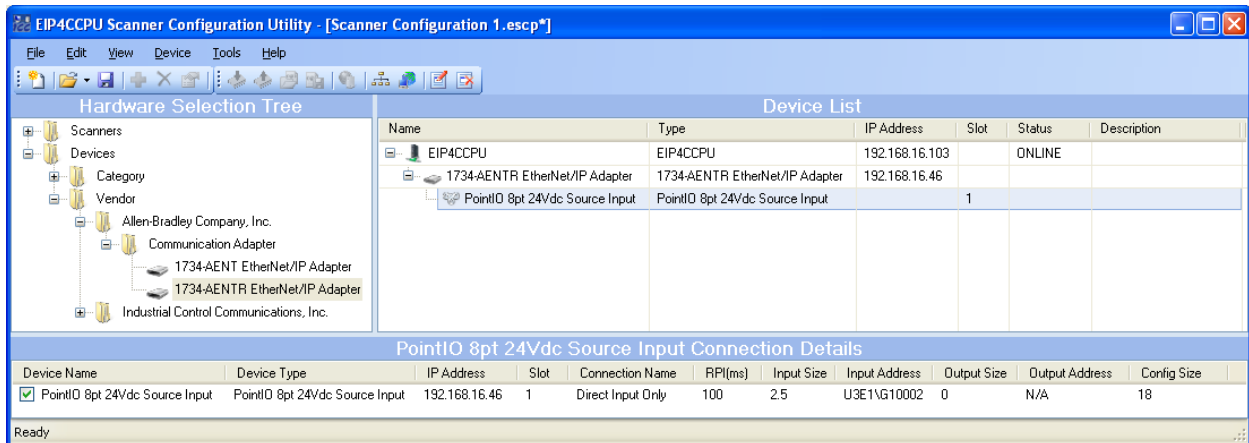 EIP4CCPU Scanner Configuration Utility - [Scanner Configuration 1.escp*]
File Edit View Device Tools Help
Hardware Selection Tree
Scanners
Devices
Category
Vendor
Allen-Bradley Company, Inc.
Communication Adapter
1734-AENT EtherNet/IP Adapter
1734-AENTR EtherNet/IP Adapter
Industrial Control Communications, Inc.
Device List
Name Type IP Address Slot Status Description
EIP4CCPU EIP4CCPU 192.168.16.103 ONLINE
1734-AENTR EtherNet/IP Adapter 1734-AENTR EtherNet/IP Adapter 192.168.16.46
PointIO 8pt 24Vdc Source Input PointIO 8pt 24Vdc Source Input 1
PointIO 8pt 24Vdc Source Input Connection Details
Device Name Device Type IP Address Slot Connection Name RPI(ms) Input Size Input Address Output Size Output Address Config Size
PointIO 8pt 24Vdc Source Input PointIO 8pt 24Vdc Source Input 192.168.16.46 1 Direct Input Only 100 2.5 U3E1\G10002 0 N/A 18
Ready